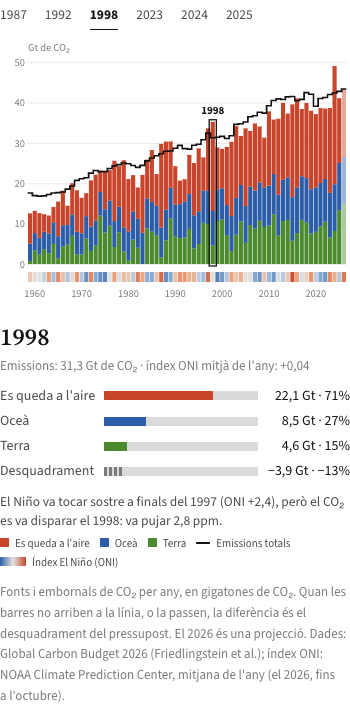 1987 1992 1998 2023 2024 2025
Gt de CO₂
50
40
1998
30
20
10
0
1960 1970 1980 1990 2000 2010 2020
1998
Emissions: 31,3 Gt de CO₂ · índex ONI mitjà de l'any: +0,04
Es queda a l'aire 22,1 Gt · 71%
Oceà 8,5 Gt · 27%
Terra 4,6 Gt · 15%
Desquadrament −3,9 Gt · −13%
El Niño va tocar sostre a finals del 1997 (ONI +2,4), però el CO₂
es va disparar el 1998: va pujar 2,8 ppm.
Es queda a l'aire Oceà Terra Emissions totals
Índex El Niño (ONI)
Fonts i embornals de CO₂ per any, en gigatones de CO₂. Quan les
barres no arriben a la línia, o la passen, la diferència és el
desquadrament del pressupost. El 2026 és una projecció. Dades:
Global Carbon Budget 2026 (Friedlingstein et al.); índex ONI:
NOAA Climate Prediction Center, mitjana de l'any (el 2026, fins
a l'octubre).